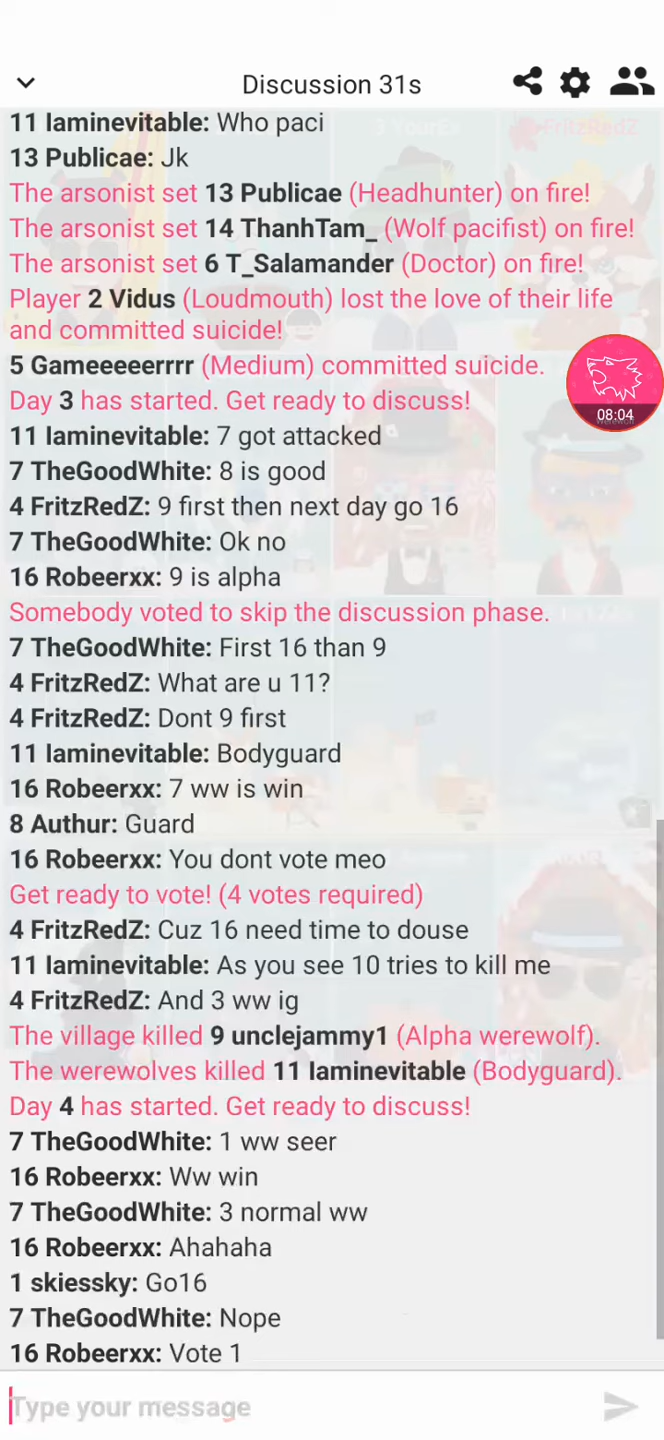 Discussion 31s
11 Iaminevitable: Who paci
13 Publicae: Jk
The arsonist set 13 Publicae (Headhunter) on fire!
The arsonist set 14 ThanhTam_ (Wolf pacifist) on fire!
The arsonist set 6 T_Salamander (Doctor) on fire!
Player 2 Vidus (Loudmouth) lost the love of their life
and committed suicide!
5 Gameeeeerrrr (Medium) committed suicide.
Day 3 has started. Get ready to discuss!
08:04
11 Iaminevitable: 7 got attacked
7 TheGoodWhite: 8 is good
4 FritzRedZ: 9 first then next day go 16
7 TheGoodWhite: Ok no
16 Robeerxx: 9 is alpha
Somebody voted to skip the discussion phase.
7 TheGoodWhite: First 16 than 9
4 FritzRedZ: What are u 11?
4 FritzRedZ: Dont 9 first
11 Iaminevitable: Bodyguard
16 Robeerxx: 7 ww is win
8 Authur: Guard
16 Robeerxx: You dont vote meo
Get ready to vote! (4 votes required)
4 FritzRedZ: Cuz 16 need time to douse
11 Iaminevitable: As you see 10 tries to kill me
4 FritzRedZ: And 3 ww ig
The village killed 9 unclejammy1 (Alpha werewolf).
The werewolves killed 11 Iaminevitable (Bodyguard).
Day 4 has started. Get ready to discuss!
7 TheGoodWhite: 1 ww seer
16 Robeerxx: Ww win
7 TheGoodWhite: 3 normal ww
16 Robeerxx: Ahahaha
1 skiessky: Go16
7 TheGoodWhite: Nope
16 Robeerxx: Vote 1
Type your message